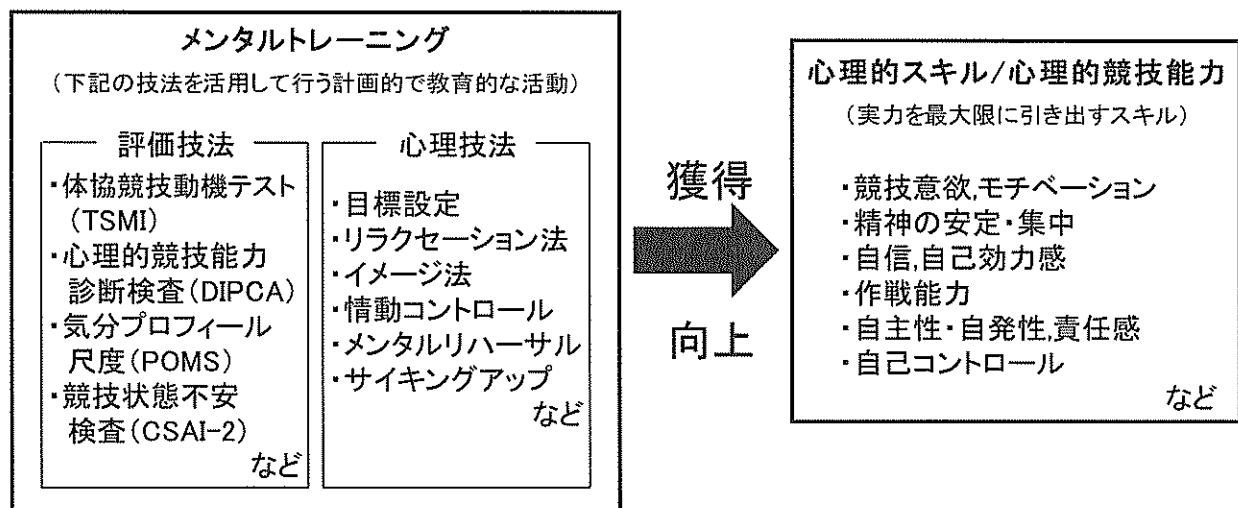 メンタルトレーニング
(下記の技法を活用して行う計画的で教育的な活動)
評価技法
・体協競技動機テスト
(TSMI)
・心理的競技能力
診断検査(DIPCA)
・気分プロフィール
尺度(POMS)
・競技状態不安
検査(CSAI-2)
など
心理技法
・目標設定
・リラクセーション法
・イメージ法
・情動コントロール
・メンタルリハーサル
・サイキングアップ
など
獲得
向上
心理的スキル/心理的競技能力
(実力を最大限に引き出すスキル)
・競技意欲,モチベーション
・精神の安定・集中
・自信,自己効力感
・作戦能力
・自主性・自発性,責任感
・自己コントロール
など